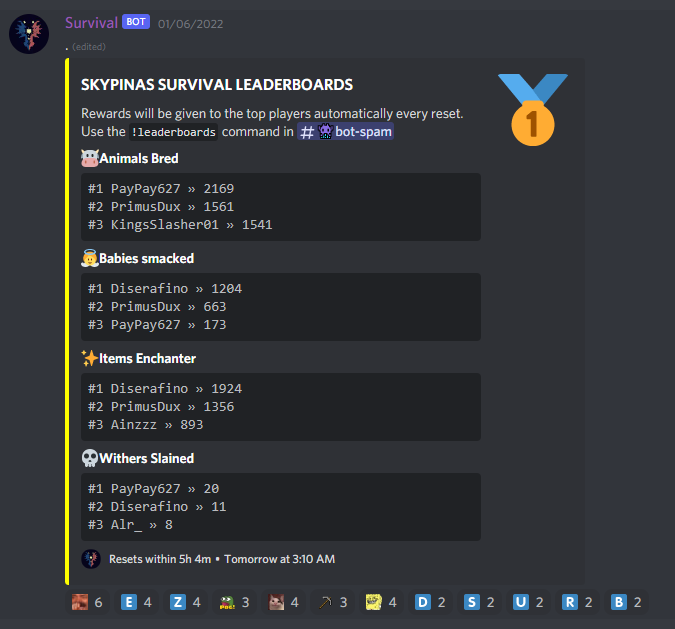 Survival BOT 01/06/2022
. (edited)
SKYPINAS SURVIVAL LEADERBOARDS
1
Rewards will be given to the top players automatically every reset.
Use the !leaderboards command in # bot-spam
Animals Bred
#1 PayPay627 » 2169
#2 PrimusDux » 1561
#3 KingsSlasher01 » 1541
Babies smacked
#1 Diserafino » 1204
#2 PrimusDux » 663
#3 PayPay627 » 173
Items Enchanter
#1 Diserafino » 1924
#2 PrimusDux » 1356
#3 Ainzzz » 893
Withers Slained
#1 PayPay627 » 20
#2 Diserafino » 11
#3 Alr_ » 8
Resets within 5h 4m • Tomorrow at 3:10 AM
6 E 4 Z 4 3 4 3 4 D 2 S 2 U 2 R 2 B 2